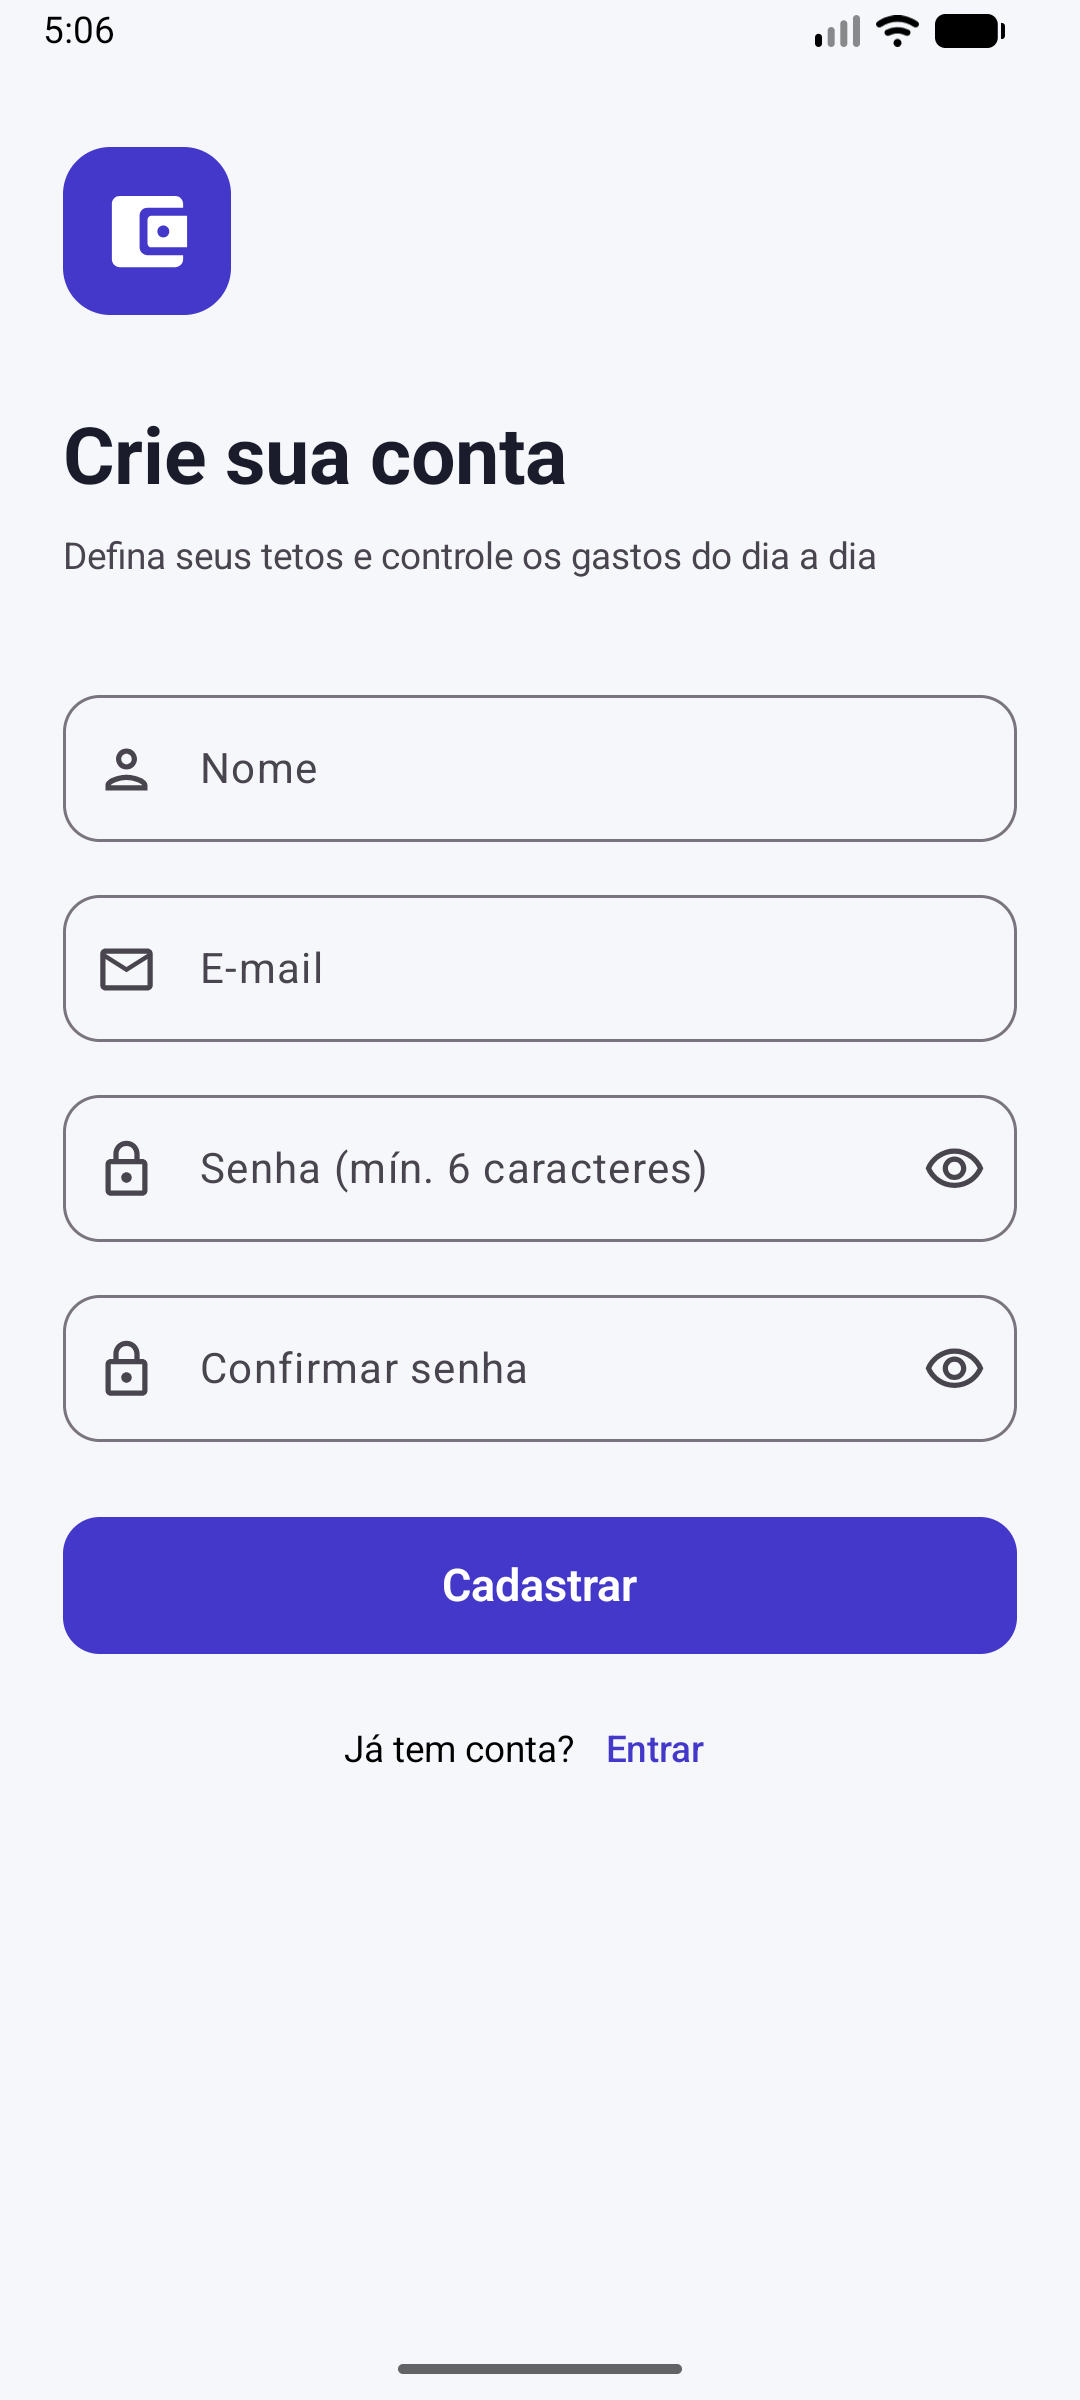 5:06
Crie sua conta
Defina seus tetos e controle os gastos do dia a dia
Nome
E-mail
Senha (mín. 6 caracteres)
Confirmar senha
Cadastrar
Já tem conta? Entrar